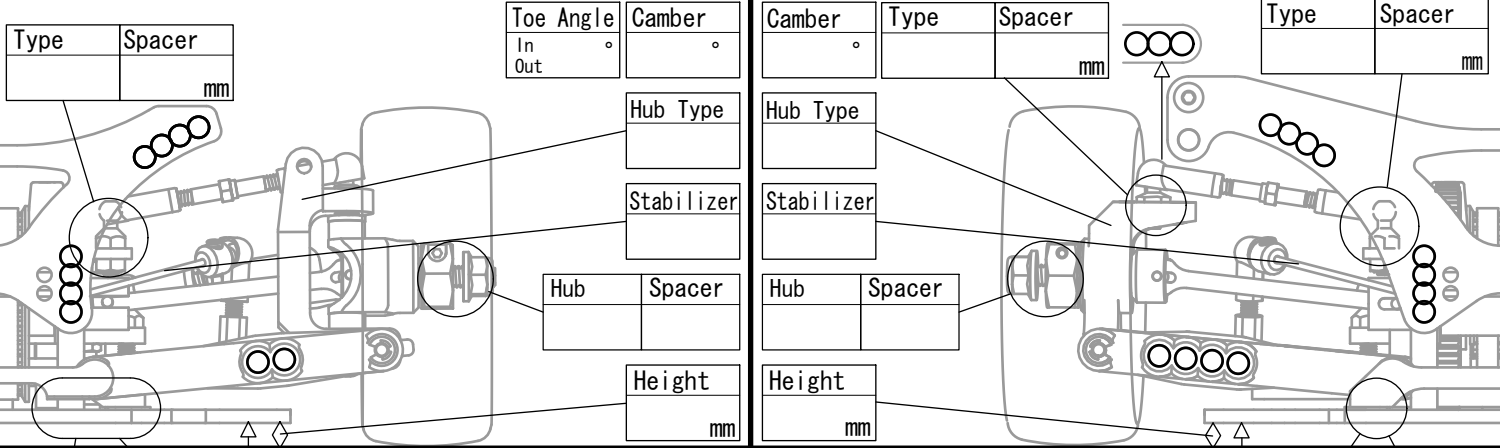 Type Spacer
mm
Toe Angle
In °
Out
Camber
°
Hub Type
Stabilizer
Hub Spacer
Height
mm
Camber
°
Type Spacer
mm
Type Spacer
mm
Hub Type
Stabilizer
Hub Spacer
Height
mm